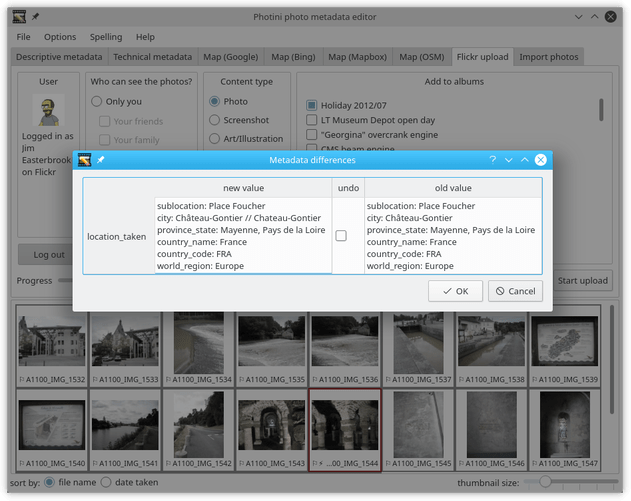 Photini photo metadata editor
File Options Spelling Help
Descriptive metadata Technical metadata Map (Google) Map (Bing) Map (Mapbox) Map (OSM) Flickr upload Import photos
User Who can see the photos? Content type Add to albums
Only you Photo Holiday 2012/07
Your friends Screenshot LT Museum Depot open day
Your family Art/Illustration "Georgina" overcrank engine
CMS beam engine
Logged in as
Jim
Easterbrook
on Flickr
Metadata differences
new value undo old value
location_taken
sublocation: Place Foucher
city: Château-Gontier // Chateau-Gontier
province_state: Mayenne, Pays de la Loire
country_name: France
country_code: FRA
world_region: Europe
sublocation: Place Foucher
city: Château-Gontier
province_state: Mayenne, Pays de la Loire
country_name: France
country_code: FRA
world_region: Europe
OK Cancel
Log out
Progress Start upload
A1100_IMG_1532 A1100_IMG_1533 A1100_IMG_1534 A1100_IMG_1535 A1100_IMG_1536 A1100_IMG_1537 A1100_IMG_1538 A1100_IMG_1539
A1100_IMG_1540 A1100_IMG_1541 A1100_IMG_1542 A1100_IMG_1543 ...00_IMG_1544 A1100_IMG_1545 A1100_IMG_1546 A1100_IMG_1547
sort by: file name date taken thumbnail size: